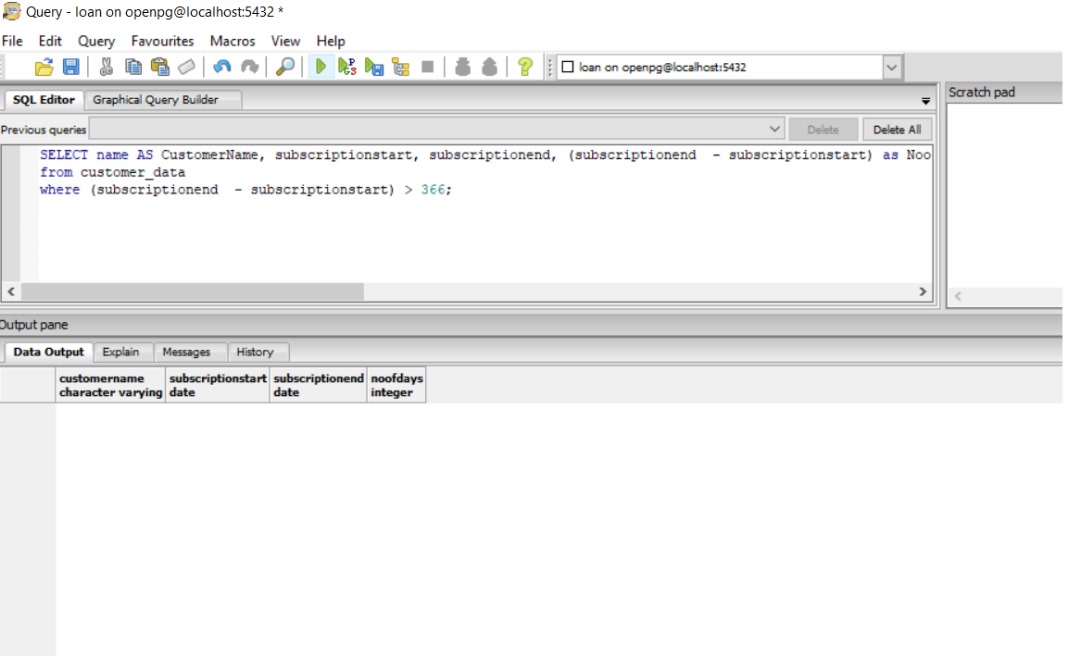 Query - loan on openpg@localhost:5432 *
File Edit Query Favourites Macros View Help
loan on openpg@localhost:5432
SQL Editor Graphical Query Builder
Scratch pad
Previous queries Delete Delete All
SELECT name AS CustomerName, subscriptionstart, subscriptionend, (subscriptionend - subscriptionstart) as Noo
from customer_data
where (subscriptionend - subscriptionstart) > 366;
Output pane
Data Output Explain Messages History
customername subscriptionstart subscriptionend noofdays
character varying date date integer